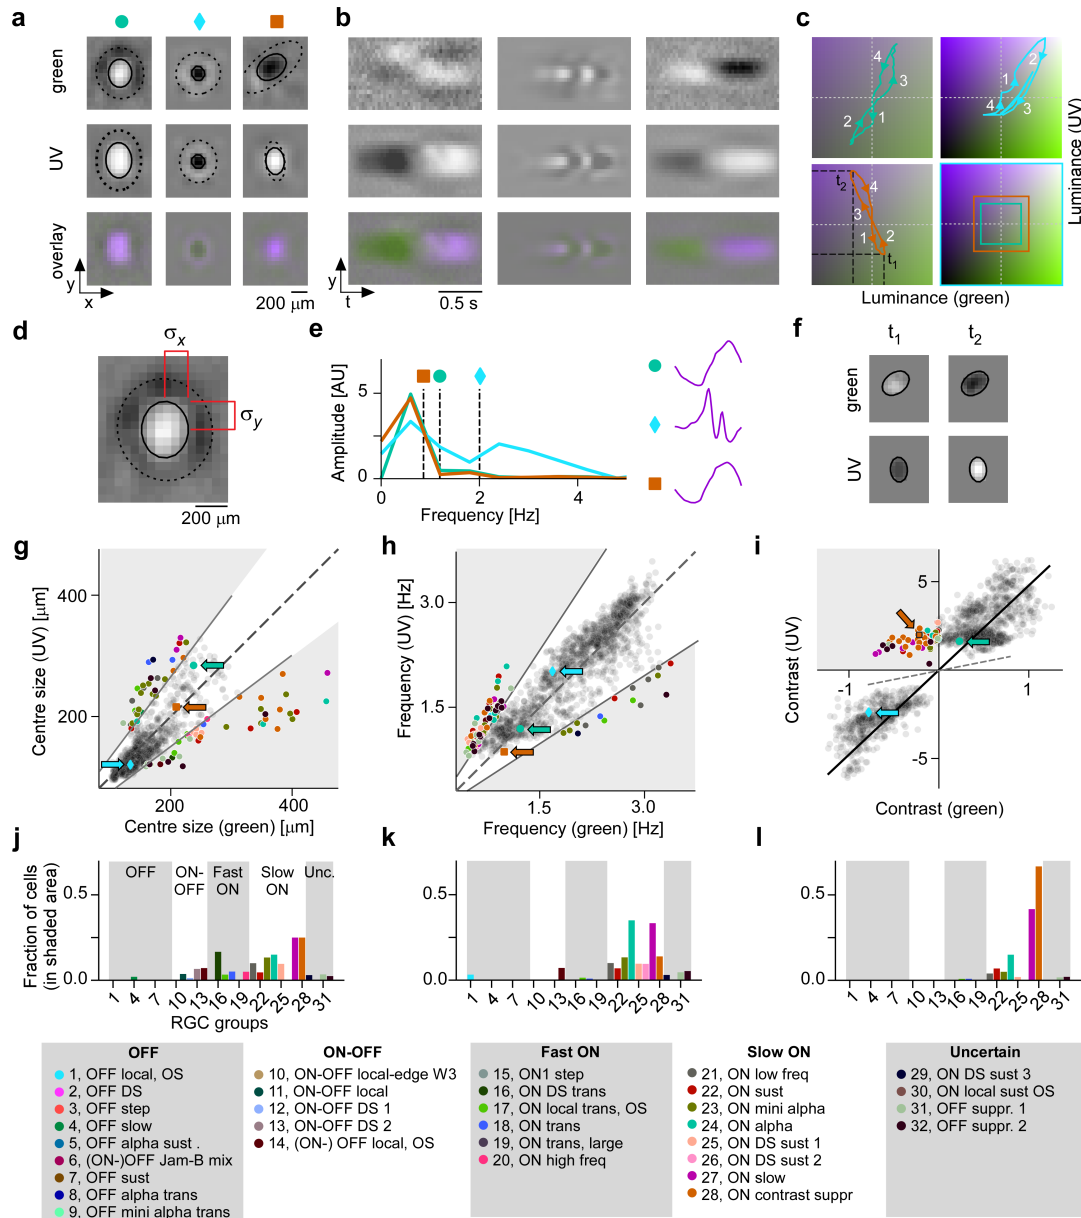 a
b
c
green
UV
overlay
y
x
200 μm
y
t
0.5 s
4
3
2
1
2
1
4
3
t2
4
3
1
2
t1
Luminance (UV)
Luminance (green)
d
σx
σy
200 μm
e
Amplitude [AU]
5
0
0
2
4
Frequency [Hz]
f
t1
t2
green
UV
g
Centre size (UV) [μm]
400
200
200
400
Centre size (green) [μm]
h
Frequency (UV) [Hz]
3.0
1.5
1.5
3.0
Frequency (green) [Hz]
i
Contrast (UV)
5
-1
1
-5
Contrast (green)
j
Fraction of cells
(in shaded area)
0.5
0.0
OFF
ON-
OFF
Fast
ON
Slow
ON
Unc.
1 4 7 10 13 16 19 22 25 28 31
RGC groups
k
0.5
0.0
1 4 7 10 13 16 19 22 25 28 31
l
0.5
0.0
1 4 7 10 13 16 19 22 25 28 31
OFF
1, OFF local, OS
2, OFF DS
3, OFF step
4, OFF slow
5, OFF alpha sust .
6, (ON-)OFF Jam-B mix
7, OFF sust
8, OFF alpha trans
9, OFF mini alpha trans
ON-OFF
10, ON-OFF local-edge W3
11, ON-OFF local
12, ON-OFF DS 1
13, ON-OFF DS 2
14, (ON-) OFF local, OS
Fast ON
15, ON1 step
16, ON DS trans
17, ON local trans, OS
18, ON trans
19, ON trans, large
20, ON high freq
Slow ON
21, ON low freq
22, ON sust
23, ON mini alpha
24, ON alpha
25, ON DS sust 1
26, ON DS sust 2
27, ON slow
28, ON contrast suppr
Uncertain
29, ON DS sust 3
30, ON local sust OS
31, OFF suppr. 1
32, OFF suppr. 2